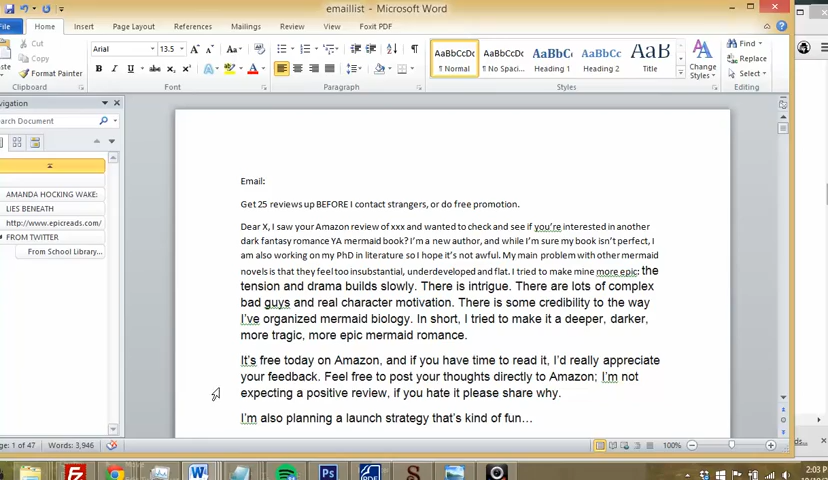 emaillist - Microsoft Word
File Home Insert Page Layout References Mailings Review View Foxit PDF
Cut
Copy
Format Painter
Arial 13.5
Font
Paragraph
AaBbCcDc AaBbCcDc AaBbC AaBbCc AaB
¶ Normal ¶ No Spaci... Heading 1 Heading 2 Title
Change Styles
Styles
Find
Replace
Select
Editing
vigation
earch Document
AMANDA HOCKING WAKE:
LIES BENEATH
http://www.epicreads.com/
FROM TWITTER
From School Library...
Email:
Get 25 reviews up BEFORE I contact strangers, or do free promotion.
Dear X, I saw your Amazon review of xxx and wanted to check and see if you're interested in another
dark fantasy romance YA mermaid book? I'm a new author, and while I'm sure my book isn't perfect, I
am also working on my PhD in literature so I hope it's not awful. My main problem with other mermaid
novels is that they feel too insubstantial, underdeveloped and flat. I tried to make mine more epic: the
tension and drama builds slowly. There is intrigue. There are lots of complex
bad guys and real character motivation. There is some credibility to the way
I've organized mermaid biology. In short, I tried to make it a deeper, darker,
more tragic, more epic mermaid romance.
It's free today on Amazon, and if you have time to read it, I'd really appreciate
your feedback. Feel free to post your thoughts directly to Amazon; I'm not
expecting a positive review, if you hate it please share why.
I'm also planning a launch strategy that's kind of fun...
age: 1 of 47 Words: 3,946
100%
2:03 PM